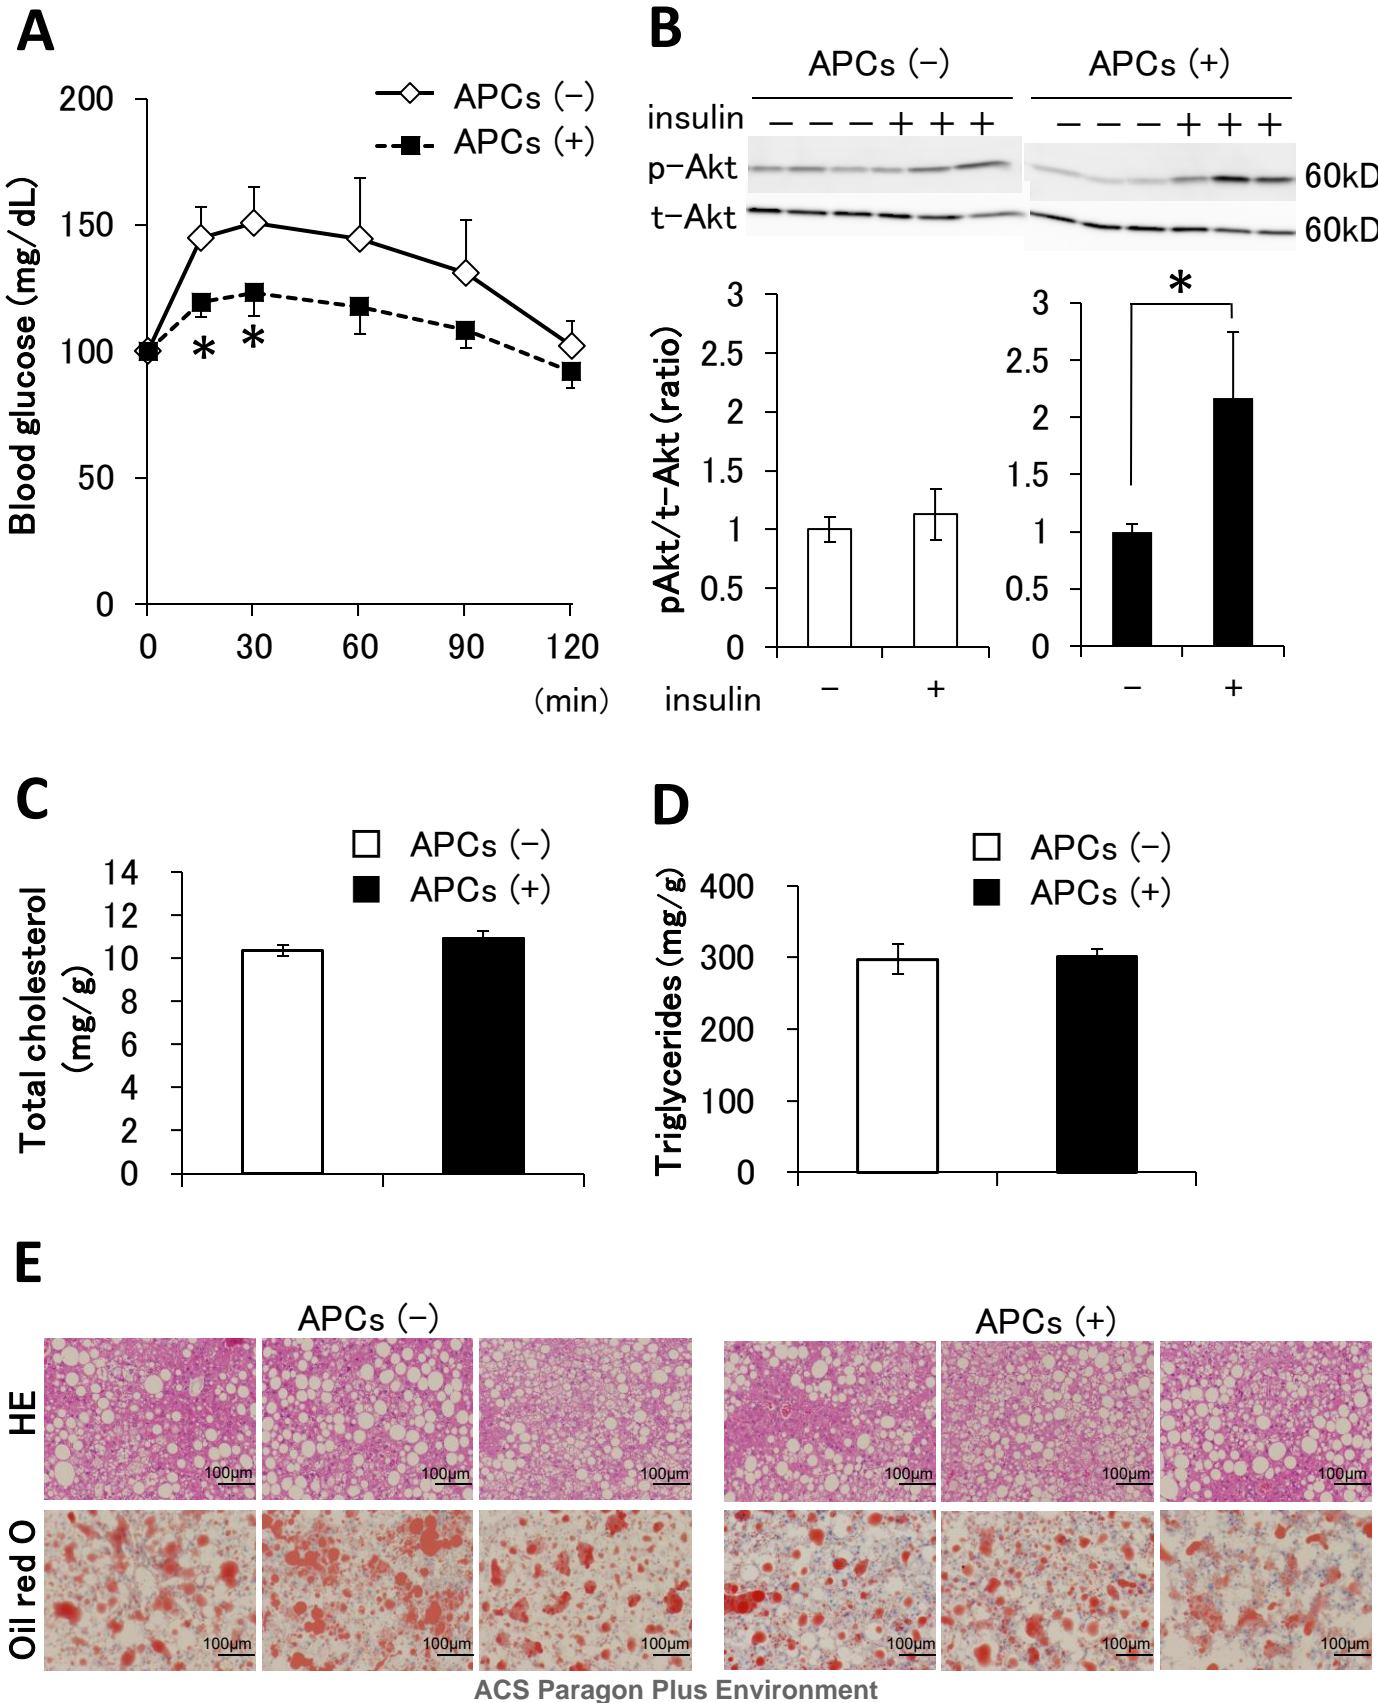 A
200
150
100
50
0
Blood glucose (mg/dL)
APCs (−)
APCs (+)
* *
0 30 60 90 120
(min)
B
APCs (−) APCs (+)
insulin − − − + + + − − − + + +
p-Akt 60kD
t-Akt 60kD
pAkt/t-Akt (ratio)
3
2.5
2
1.5
1
0.5
0
*
3
2.5
2
1.5
1
0.5
0
insulin − + − +
C
APCs (−)
APCs (+)
Total cholesterol
(mg/g)
14
12
10
8
6
4
2
0
D
APCs (−)
APCs (+)
Triglycerides (mg/g)
400
300
200
100
0
E
APCs (−) APCs (+)
HE
100μm 100μm 100μm 100μm 100μm 100μm
Oil red O
100μm 100μm 100μm 100μm 100μm 100μm
ACS Paragon Plus Environment